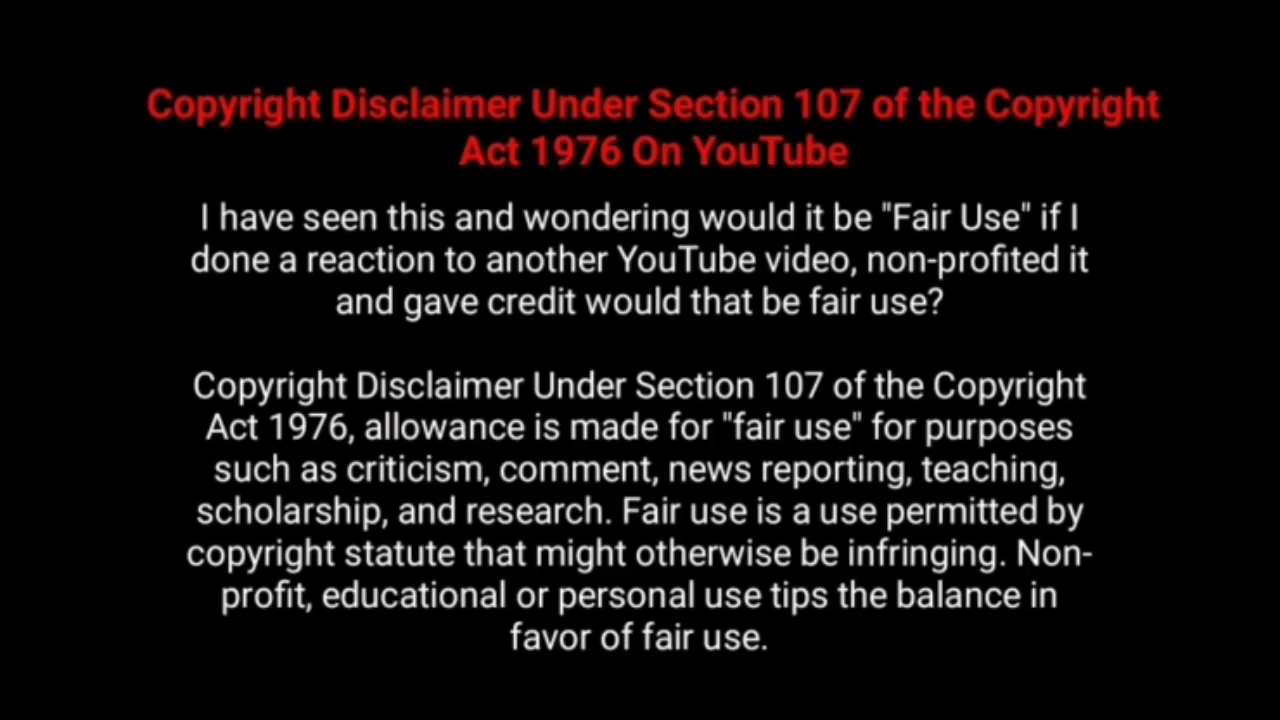 Copyright Disclaimer Under Section 107 of the Copyright
Act 1976 On YouTube
I have seen this and wondering would it be "Fair Use" if I
done a reaction to another YouTube video, non-profited it
and gave credit would that be fair use?
Copyright Disclaimer Under Section 107 of the Copyright
Act 1976, allowance is made for "fair use" for purposes
such as criticism, comment, news reporting, teaching,
scholarship, and research. Fair use is a use permitted by
copyright statute that might otherwise be infringing. Non-
profit, educational or personal use tips the balance in
favor of fair use.